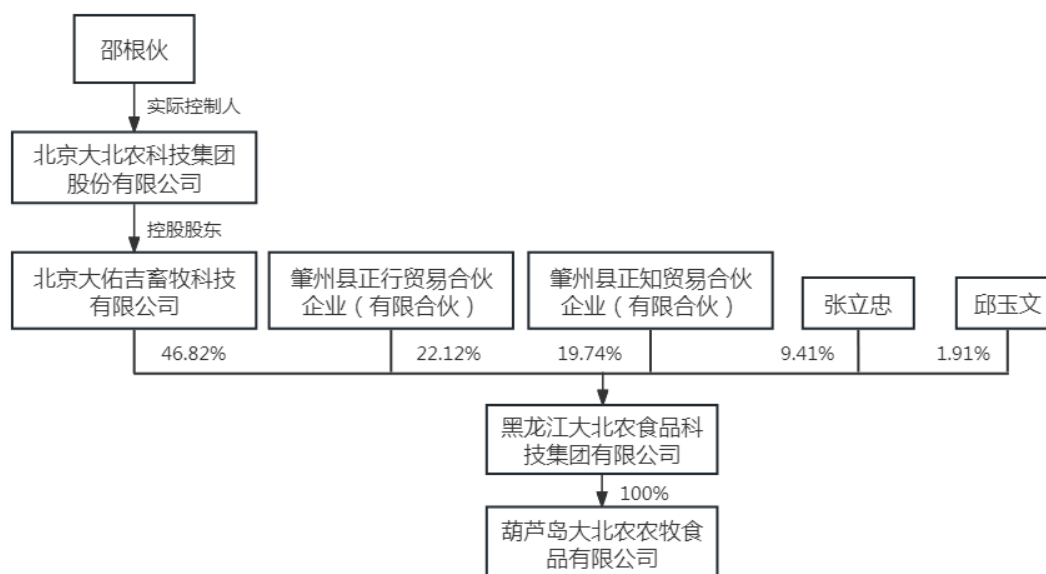 邵根伙
实际控制人
北京大北农科技集团
股份有限公司
控股股东
北京大佑吉畜牧科技
有限公司
肇州县正行贸易合伙
企业（有限合伙）
肇州县正知贸易合伙
企业（有限合伙）
张立忠
邱玉文
46.82%
22.12%
19.74%
9.41%
1.91%
黑龙江大北农食品科
技集团有限公司
100%
葫芦岛大北农农牧食
品有限公司